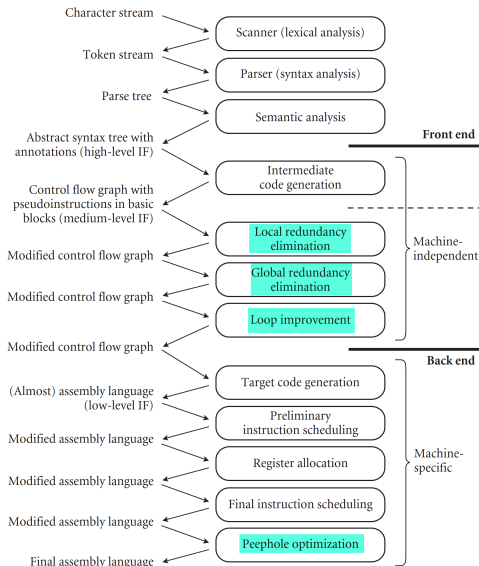 Character stream
Scanner (lexical analysis)
Token stream
Parser (syntax analysis)
Parse tree
Semantic analysis
Front end
Abstract syntax tree with
annotations (high-level IF)
Intermediate
code generation
Control flow graph with
pseudoinstructions in basic
blocks (medium-level IF)
Machine-
independent
Local redundancy
elimination
Modified control flow graph
Global redundancy
elimination
Modified control flow graph
Loop improvement
Modified control flow graph
Back end
Target code generation
(Almost) assembly language
(low-level IF)
Preliminary
instruction scheduling
Modified assembly language
Machine-
specific
Register allocation
Modified assembly language
Final instruction scheduling
Modified assembly language
Peephole optimization
Final assembly language